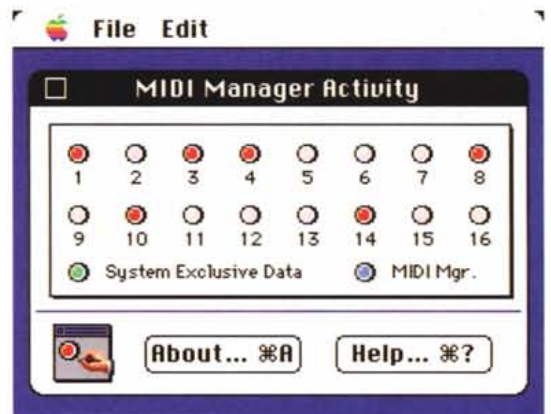 File Edit
MIDI Manager Activity
1 2 3 4 5 6 7 8
9 10 11 12 13 14 15 16
System Exclusive Data MIDI Mgr.
About... ⌘A Help... ⌘?